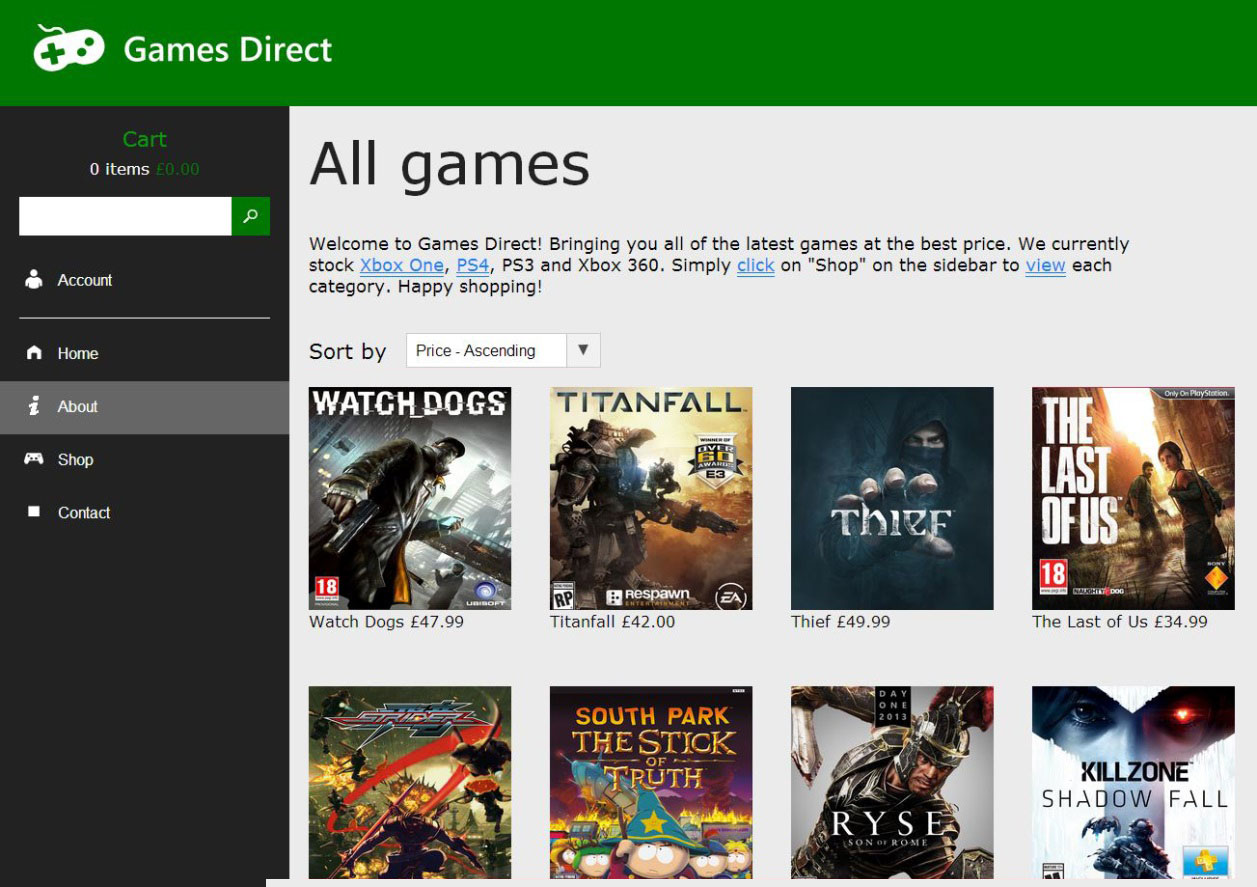 Games Direct
Cart
0 items £0.00
Account
Home
About
Shop
Contact
All games
Welcome to Games Direct! Bringing you all of the latest games at the best price. We currently
stock Xbox One, PS4, PS3 and Xbox 360. Simply click on "Shop" on the sidebar to view each
category. Happy shopping!
Sort by Price - Ascending
WATCH_DOGS
18
UBISOFT
Watch Dogs £47.99
TITANFALL
WINNER OF
OVER
60
AWARDS
E3
RP
Respawn
ENTERTAINMENT
EA
Titanfall £42.00
THIEF
Thief £49.99
Only On PlayStation.
THE
LAST
OF US
18
NAUGHTY DOG
SONY
The Last of Us £34.99
STRIDER
SOUTH PARK
THE STICK
OF
TRUTH
DAY
ONE
2013
RYSE
SON OF ROME
KILLZONE
SHADOW FALL